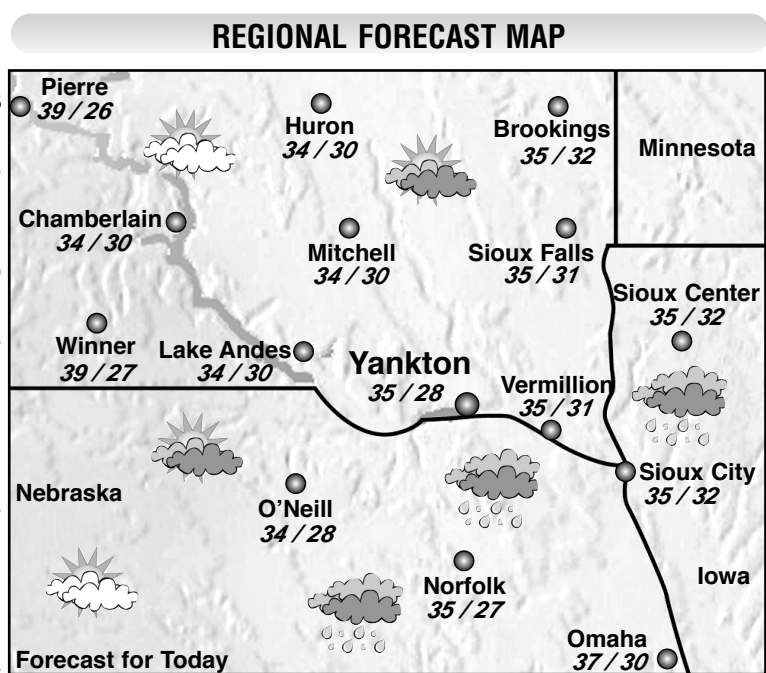 REGIONAL FORECAST MAP
Pierre
39 / 26
Huron
34 / 30
Brookings
35 / 32
Minnesota
Chamberlain
34 / 30
Mitchell
34 / 30
Sioux Falls
35 / 31
Sioux Center
35 / 32
Winner
39 / 27
Lake Andes
34 / 30
Yankton
35 / 28
Vermillion
35 / 31
Nebraska
O’Neill
34 / 28
Sioux City
35 / 32
Norfolk
35 / 27
Iowa
Omaha
37 / 30
Forecast for Today